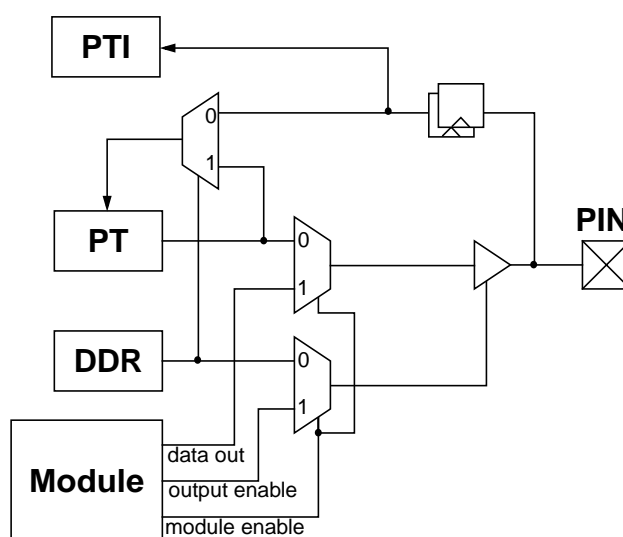 PTI
0
1
PT
PIN
0
1
DDR
0
1
Module
data out
output enable
module enable